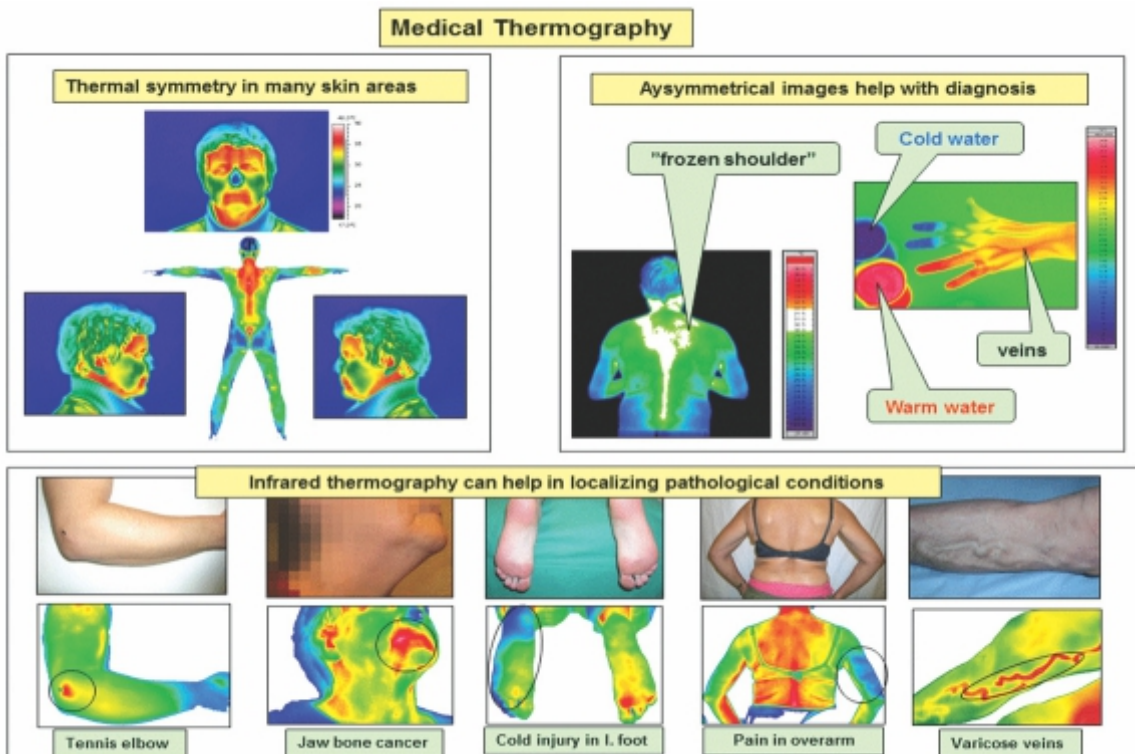 Medical Thermography
Thermal symmetry in many skin areas
Aysymmetrical images help with diagnosis
"frozen shoulder"
Cold water
veins
Warm water
Infrared thermography can help in localizing pathological conditions
Tennis elbow
Jaw bone cancer
Cold injury in l. foot
Pain in overarm
Varicose veins